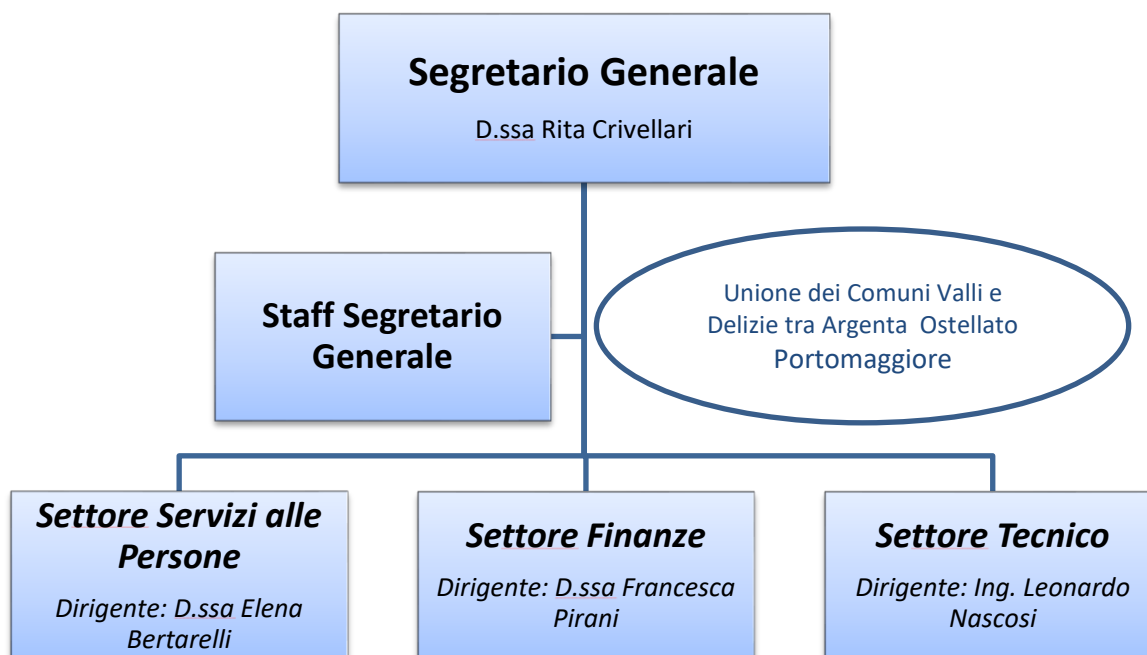 Segretario Generale
D.ssa Rita Crivellari
Staff Segretario
Generale
Unione dei Comuni Valli e
Delizie tra Argenta  Ostellato
Portomaggiore
Settore Servizi alle
Persone
Dirigente: D.ssa Elena
Bertarelli
Settore Finanze
Dirigente: D.ssa Francesca
Pirani
Settore Tecnico
Dirigente: Ing. Leonardo
Nascosi